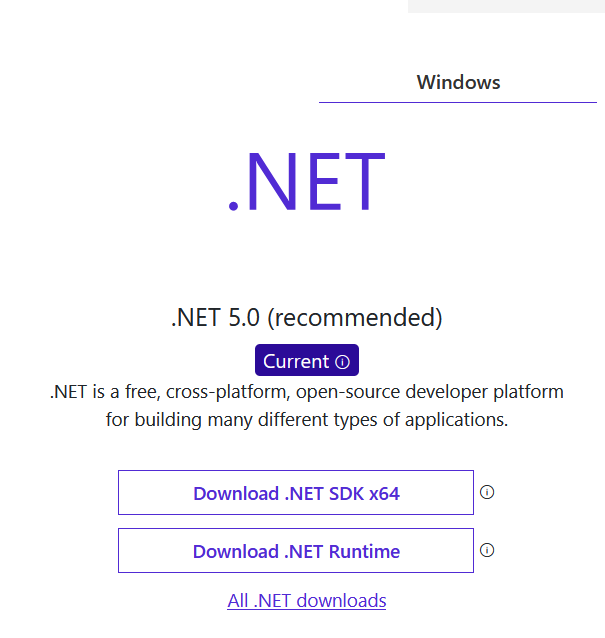 Windows
.NET
.NET 5.0 (recommended)
Current
.NET is a free, cross-platform, open-source developer platform
for building many different types of applications.
Download .NET SDK x64
Download .NET Runtime
All .NET downloads